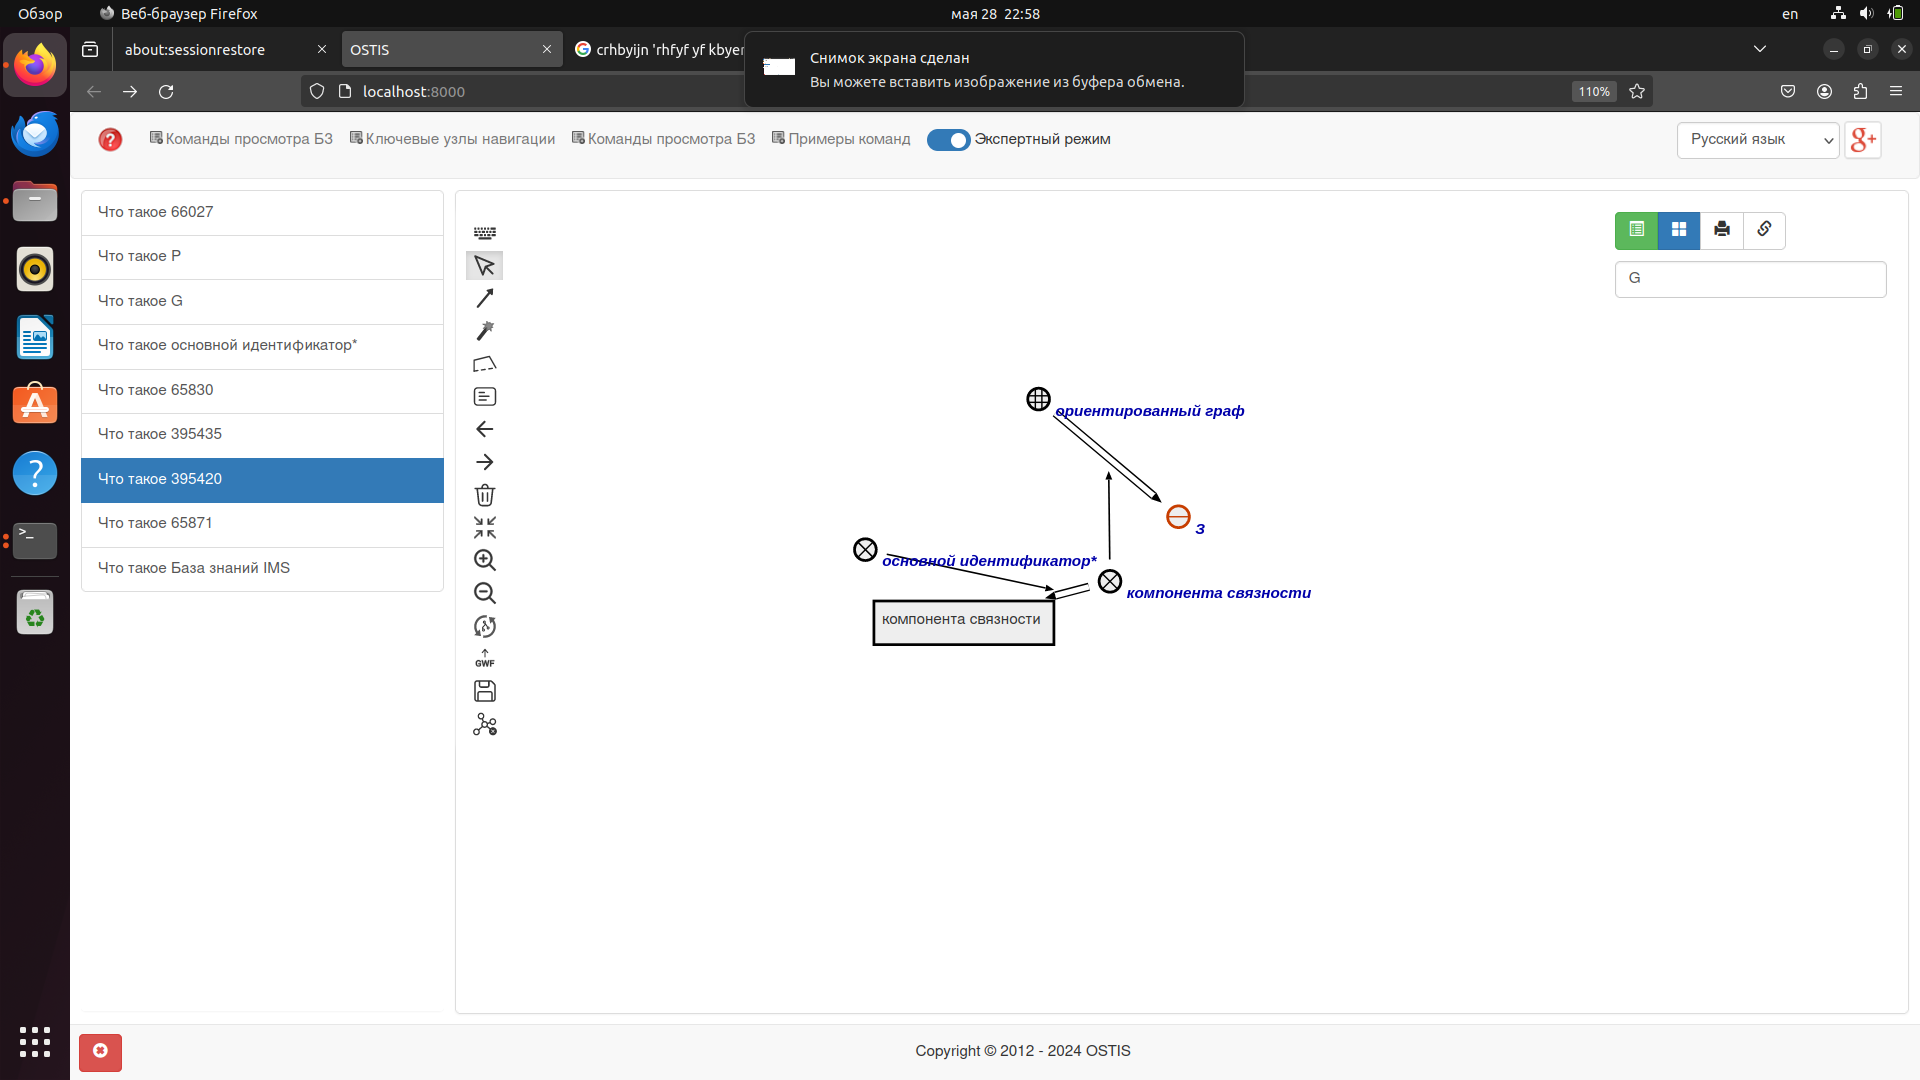 Обзор
Веб-браузер Firefox
мая 28 22:58
en
about:sessionrestore
OSTIS
crhbyijn 'rhfyf yf kbyer
Снимок экрана сделан
Вы можете вставить изображение из буфера обмена.
localhost:8000
110%
Команды просмотра БЗ
Ключевые узлы навигации
Команды просмотра БЗ
Примеры команд
Экспертный режим
Русский язык
g+
Что такое 66027
Что такое P
Что такое G
Что такое основной идентификатор*
Что такое 65830
Что такое 395435
Что такое 395420
Что такое 65871
Что такое База знаний IMS
G
GWF
ориентированный граф
З
основной идентификатор*
компонента связности
компонента связности
Copyright © 2012 - 2024 OSTIS